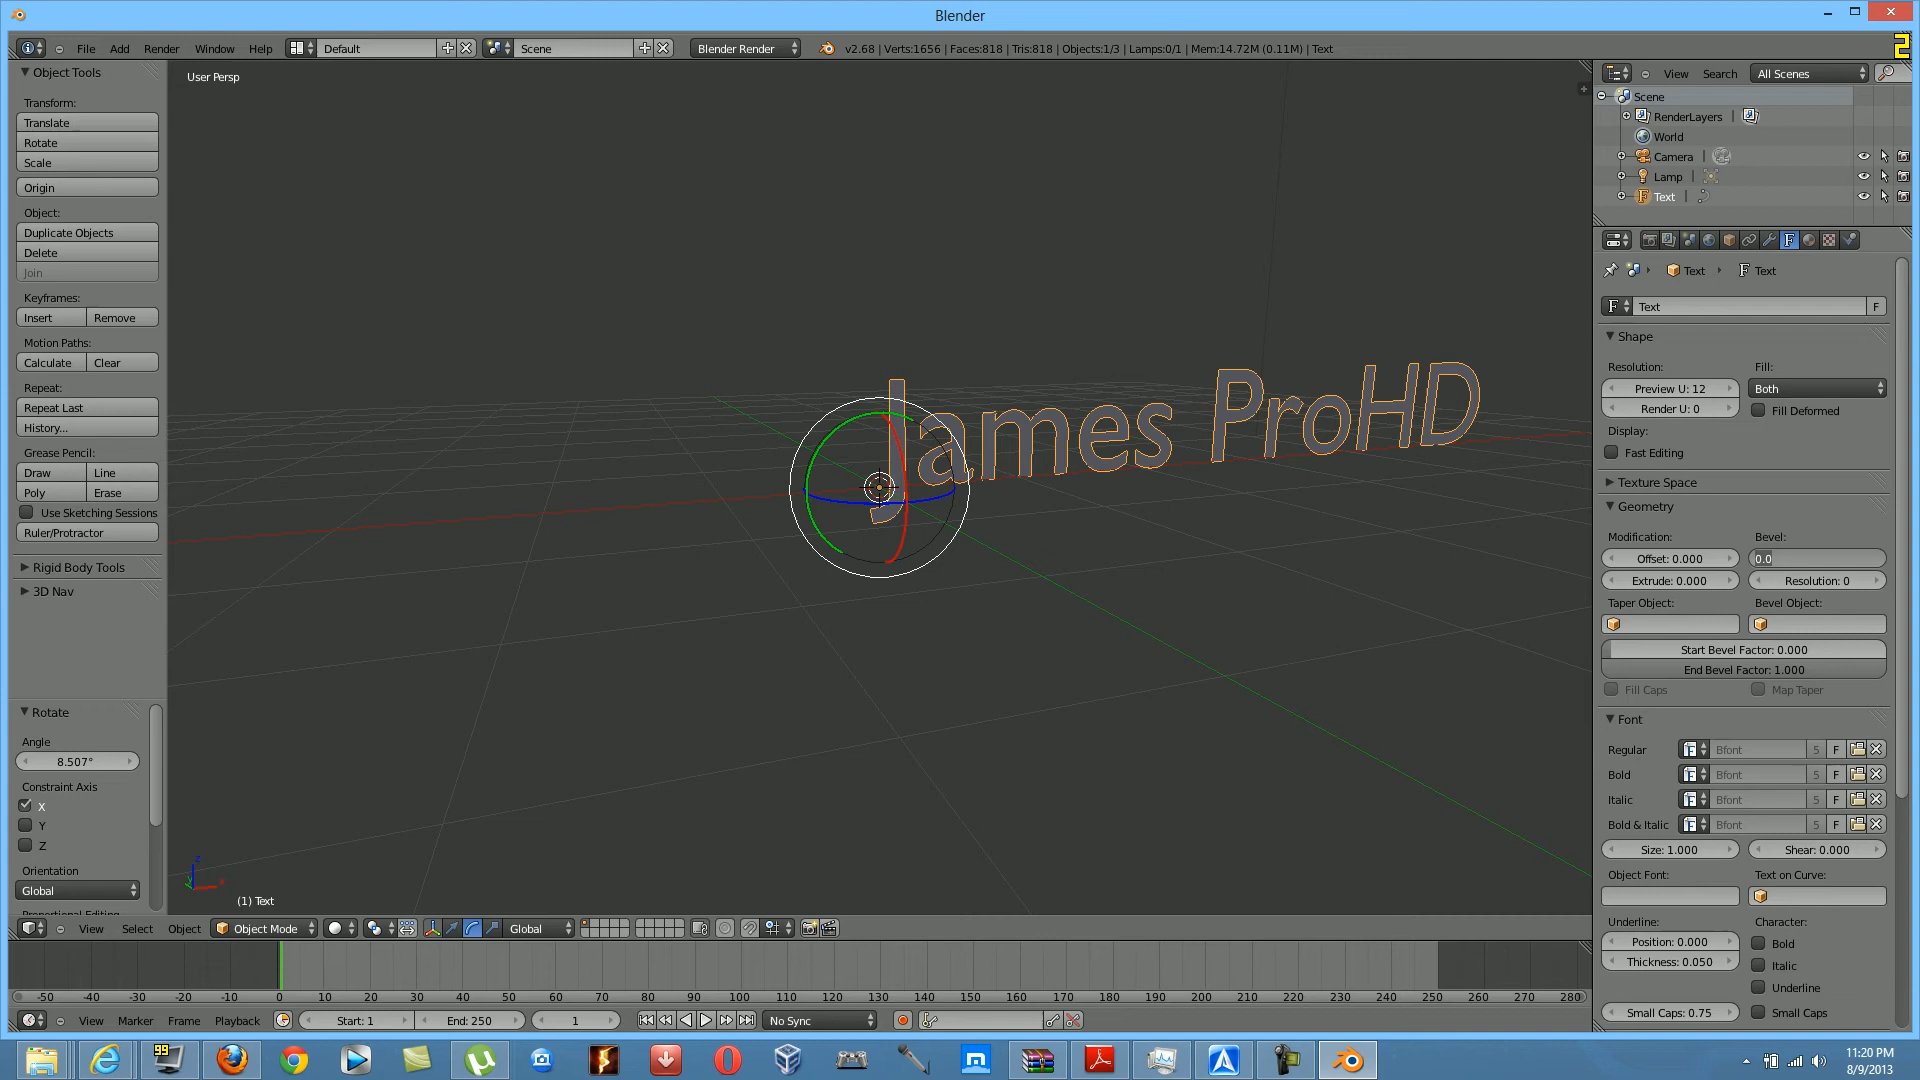 Blender
File Add Render Window Help Default Scene Blender Render v2.68 | Verts:1656 | Faces:818 | Tris:818 | Objects:1/3 | Lamps:0/1 | Mem:14.72M (0.11M) | Text
2
Object Tools
Transform:
Translate
Rotate
Scale
Origin
Object:
Duplicate Objects
Delete
Join
Keyframes:
Insert Remove
Motion Paths:
Calculate Clear
Repeat:
Repeat Last
History...
Grease Pencil:
Draw Line
Poly Erase
Use Sketching Sessions
Ruler/Protractor
Rigid Body Tools
3D Nav
Rotate
Angle
8.507°
Constraint Axis
X
Y
Z
Orientation
Global
Proportional Editing
User Persp
James ProHD
z
(1) Text
View Select Object Object Mode Global
-50 -40 -30 -20 -10 0 10 20 30 40 50 60 70 80 90 100 110 120 130 140 150 160 170 180 190 200 210 220 230 240 250 260 270 280
View Marker Frame Playback Start: 1 End: 250 1 No Sync
View Search All Scenes
Scene
RenderLayers |
World
Camera |
Lamp |
Text |
Text Text
F Text F
Shape
Resolution: Fill:
Preview U: 12 Both
Render U: 0 Fill Deformed
Display:
Fast Editing
Texture Space
Geometry
Modification: Bevel:
Offset: 0.000 0.0
Extrude: 0.000 Resolution: 0
Taper Object: Bevel Object:
Start Bevel Factor: 0.000
End Bevel Factor: 1.000
Fill Caps Map Taper
Font
Regular Bfont 5 F
Bold Bfont 5 F
Italic Bfont 5 F
Bold & Italic Bfont 5 F
Size: 1.000 Shear: 0.000
Object Font: Text on Curve:
Underline: Character:
Position: 0.000 Bold
Thickness: 0.050 Italic
Underline
Small Caps: 0.75 Small Caps
99
11:20 PM
8/9/2013